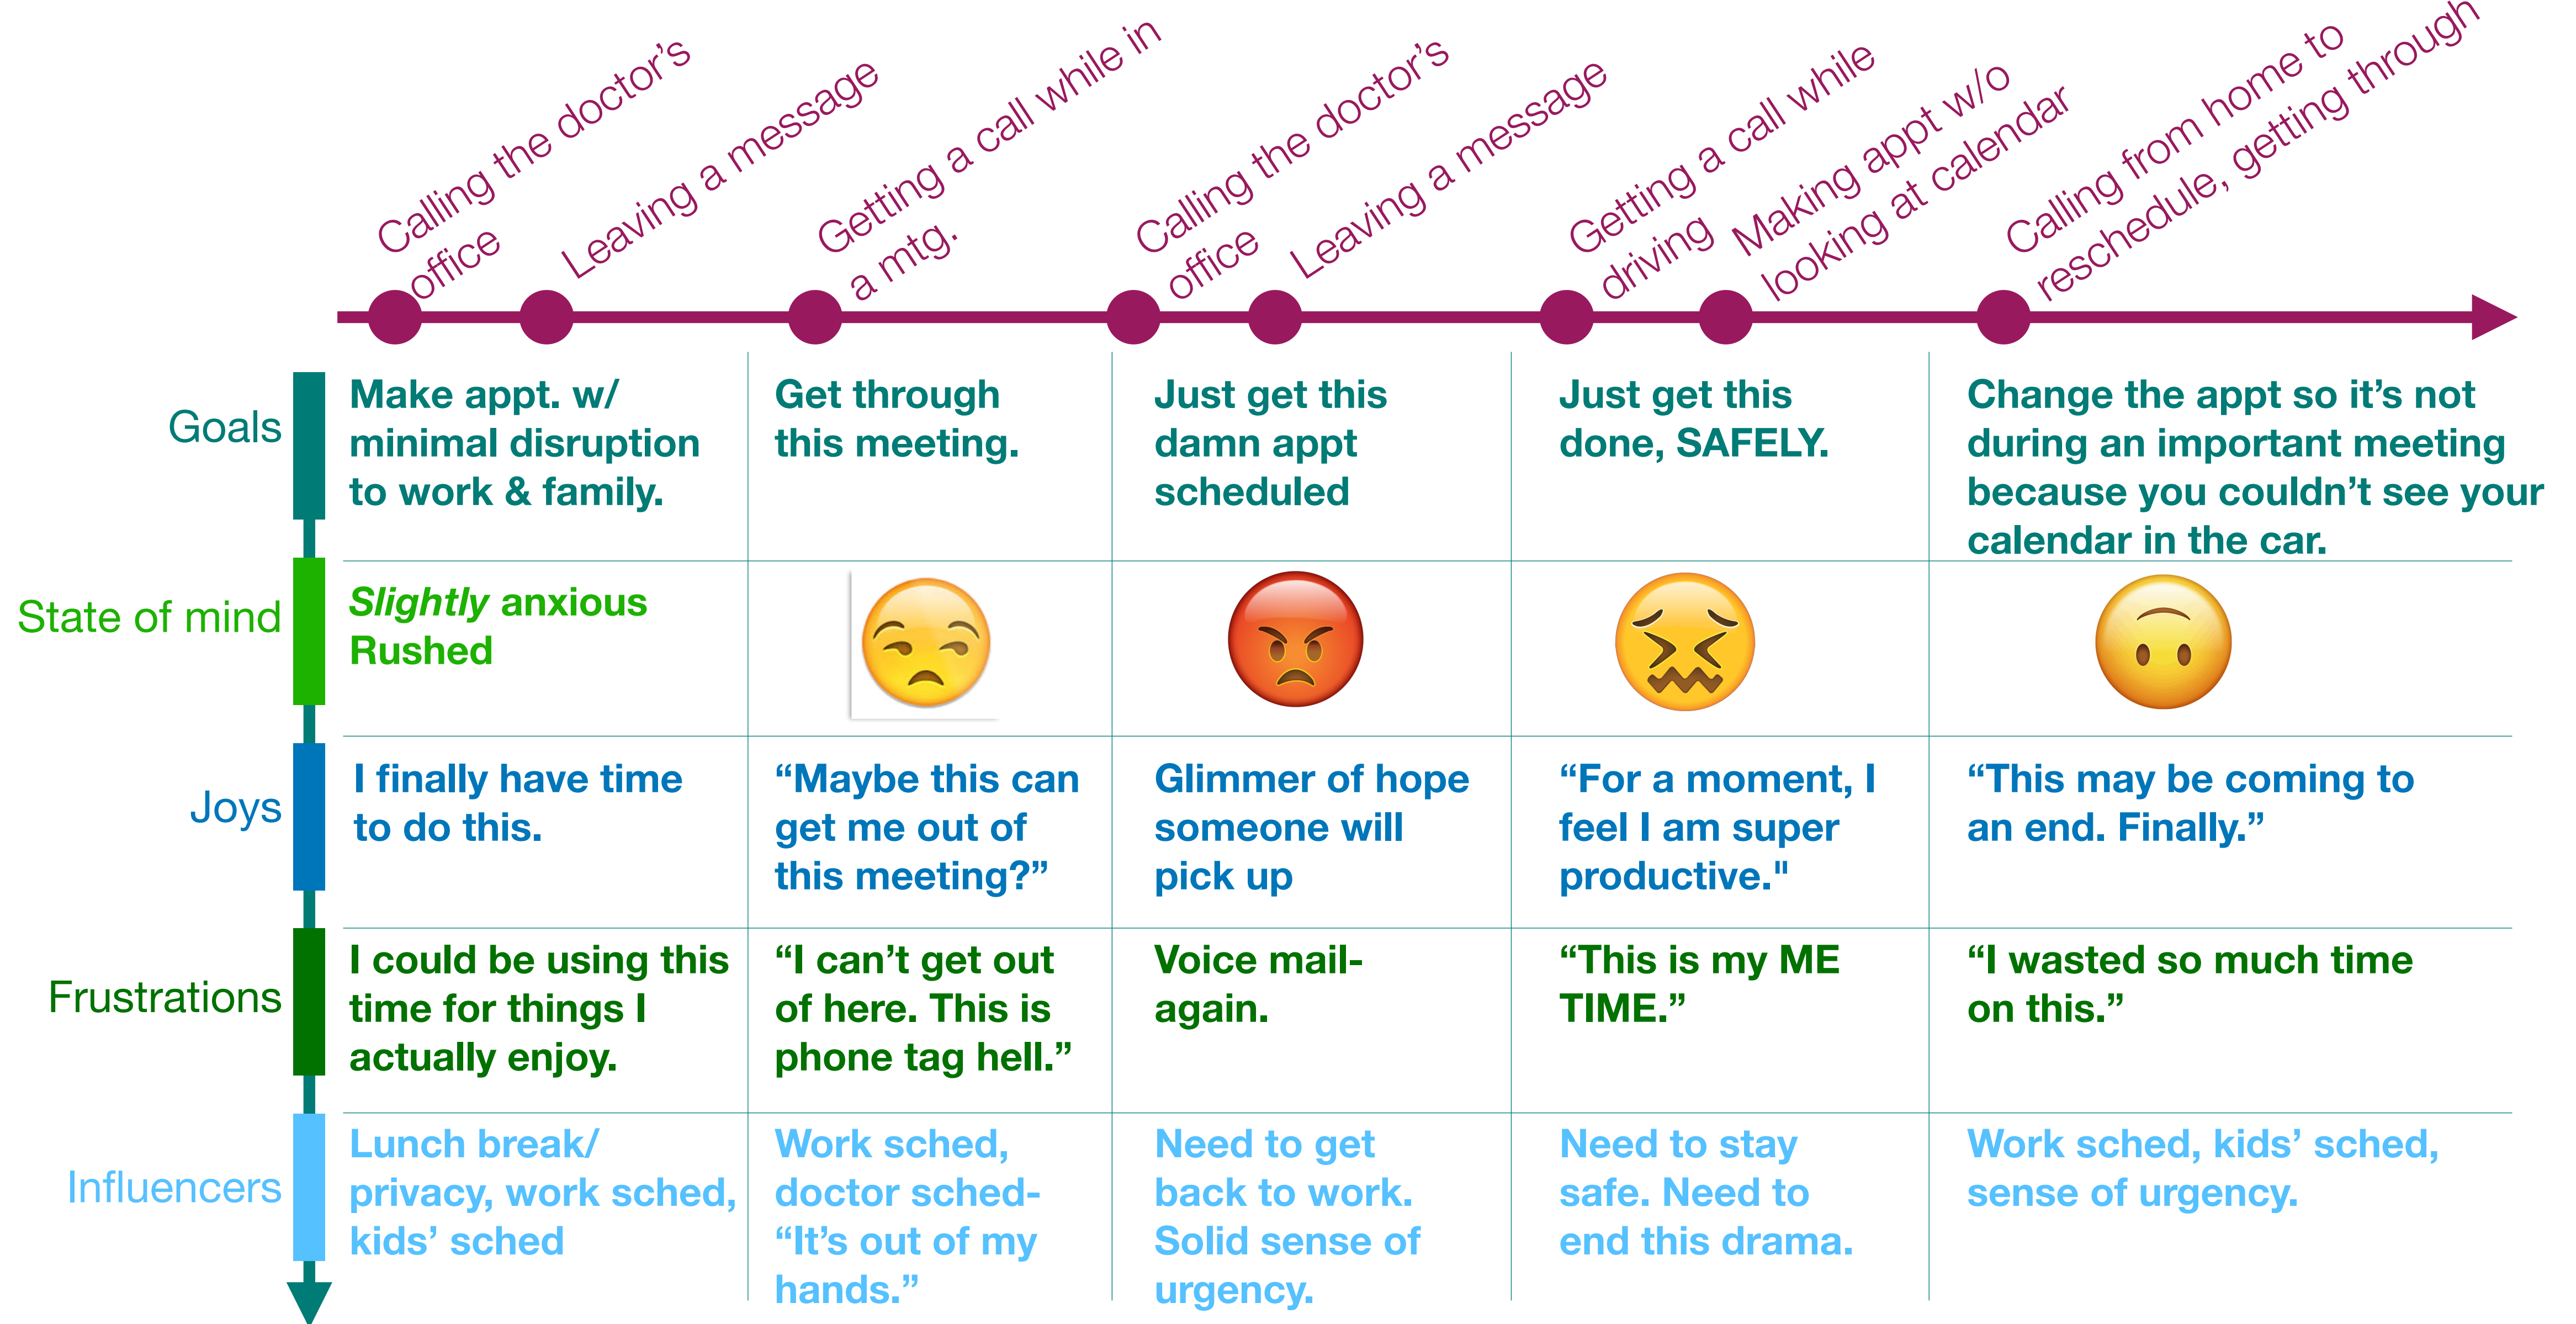 Calling the doctor’s
office
Leaving a message
Getting a call while in
a mtg.
Calling the doctor’s
office
Leaving a message
Getting a call while
driving
Making appt w/o
looking at calendar
Calling from home to
reschedule, getting through
Goals
Make appt. w/
minimal disruption
to work & family.
Get through
this meeting.
Just get this
damn appt
scheduled
Just get this
done, SAFELY.
Change the appt so it’s not
during an important meeting
because you couldn’t see your
calendar in the car.
State of mind
Slightly anxious
Rushed
Joys
I finally have time
to do this.
“Maybe this can
get me out of
this meeting?”
Glimmer of hope
someone will
pick up
“For a moment, I
feel I am super
productive."
“This may be coming to
an end. Finally.”
Frustrations
I could be using this
time for things I
actually enjoy.
“I can’t get out
of here. This is
phone tag hell.”
Voice mail-
again.
“This is my ME
TIME.”
“I wasted so much time
on this.”
Influencers
Lunch break/
privacy, work sched,
kids’ sched
Work sched,
doctor sched-
“It’s out of my
hands.”
Need to get
back to work.
Solid sense of
urgency.
Need to stay
safe. Need to
end this drama.
Work sched, kids’ sched,
sense of urgency.